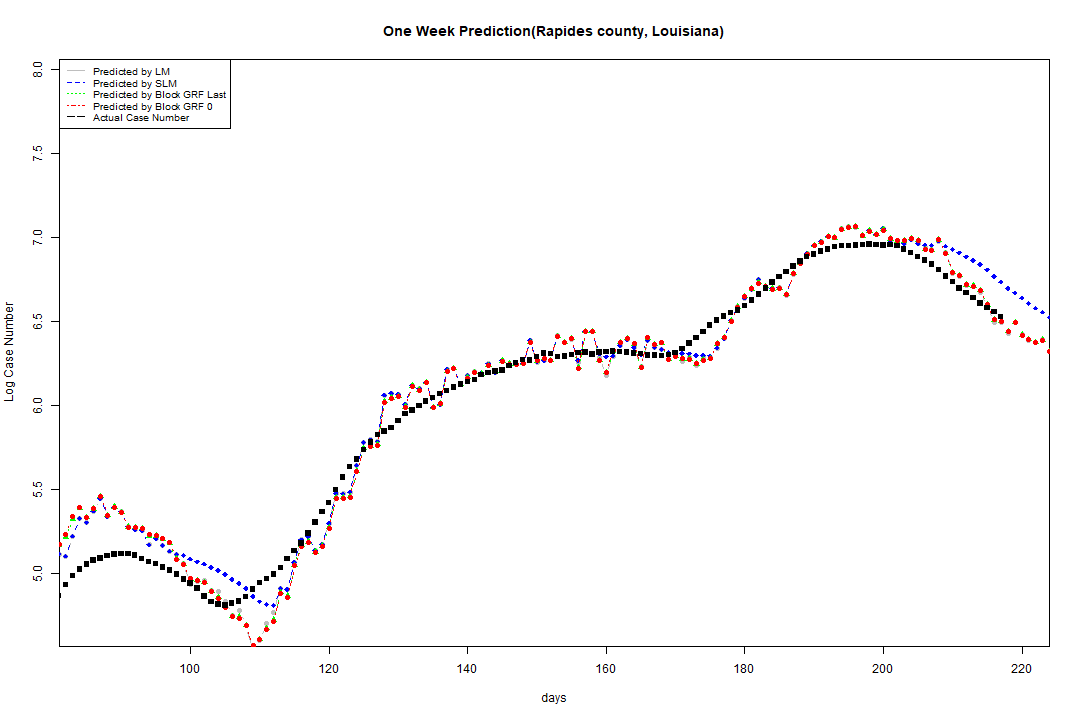 One Week Prediction(Rapides county, Louisiana)
Predicted by LM
Predicted by SLM
Predicted by Block GRF Last
Predicted by Block GRF 0
Actual Case Number
8.0
7.5
7.0
6.5
6.0
5.5
5.0
Log Case Number
100 120 140 160 180 200 220
days